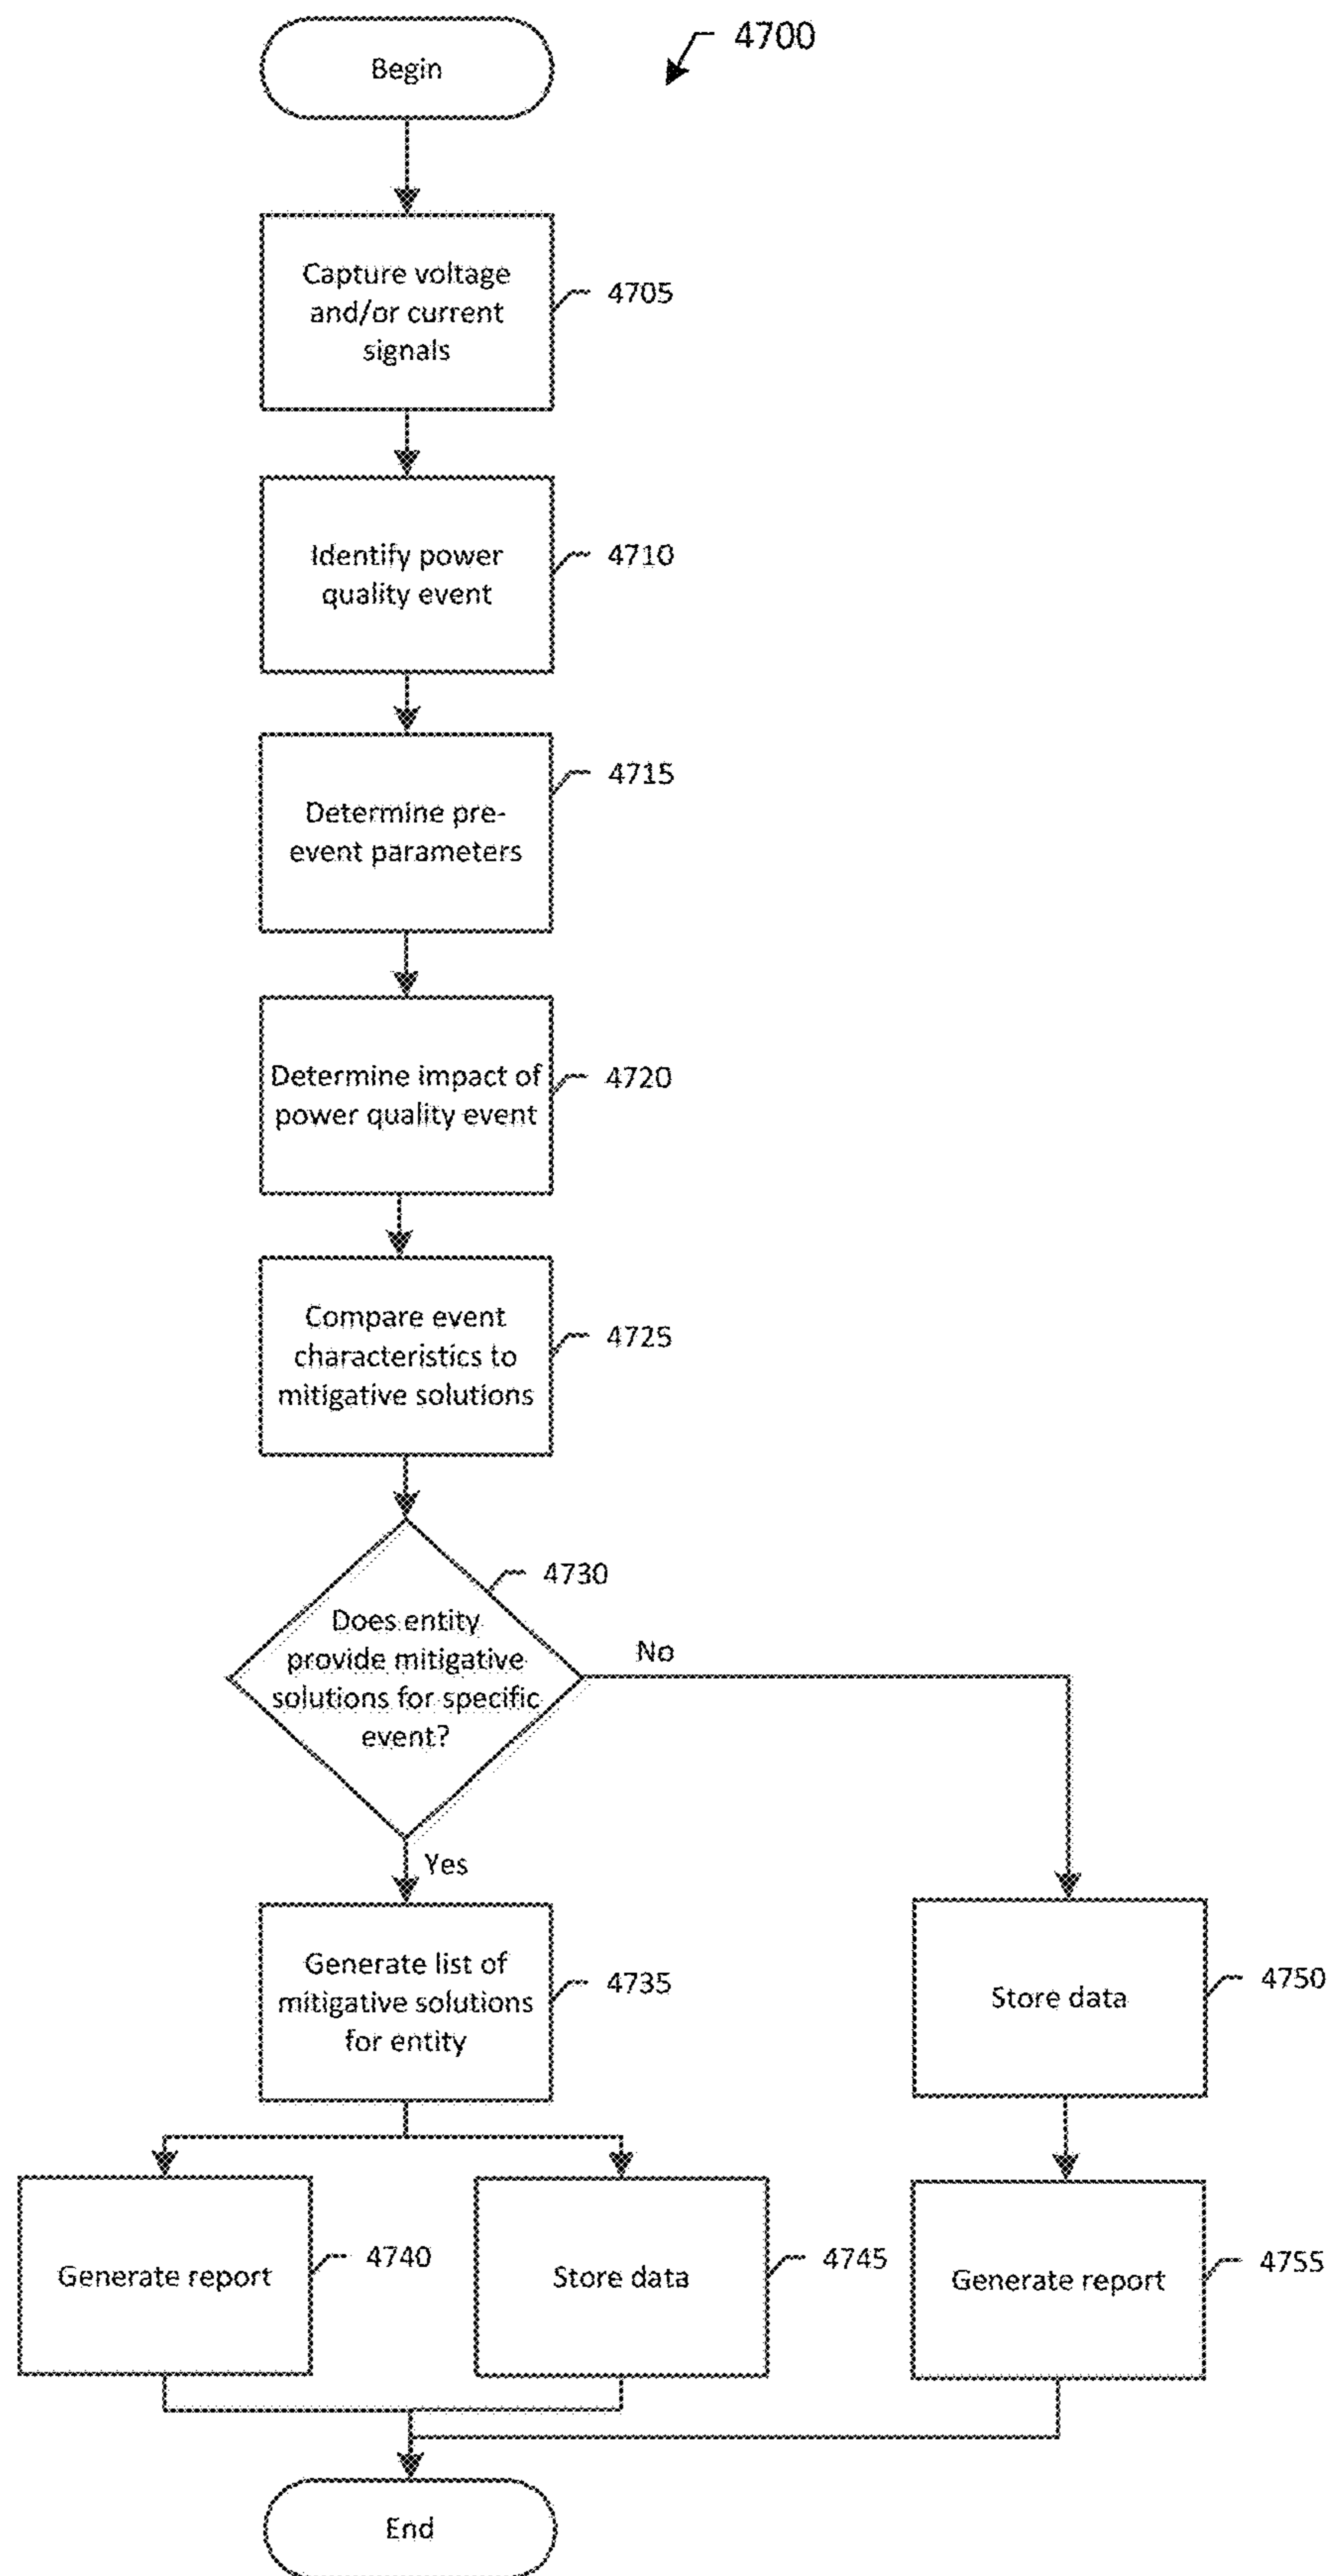 4700
Begin
Capture voltage
and/or current
signals
4705
Identify power
quality event
4710
Determine pre-
event parameters
4715
Determine impact of
power quality event
4720
Compare event
characteristics to
mitigative solutions
4725
4730
Does entity
provide mitigative
solutions for specific
event?
No
Yes
Generate list of
mitigative solutions
for entity
4735
Store data
4750
Generate report
4740
Store data
4745
Generate report
4755
End